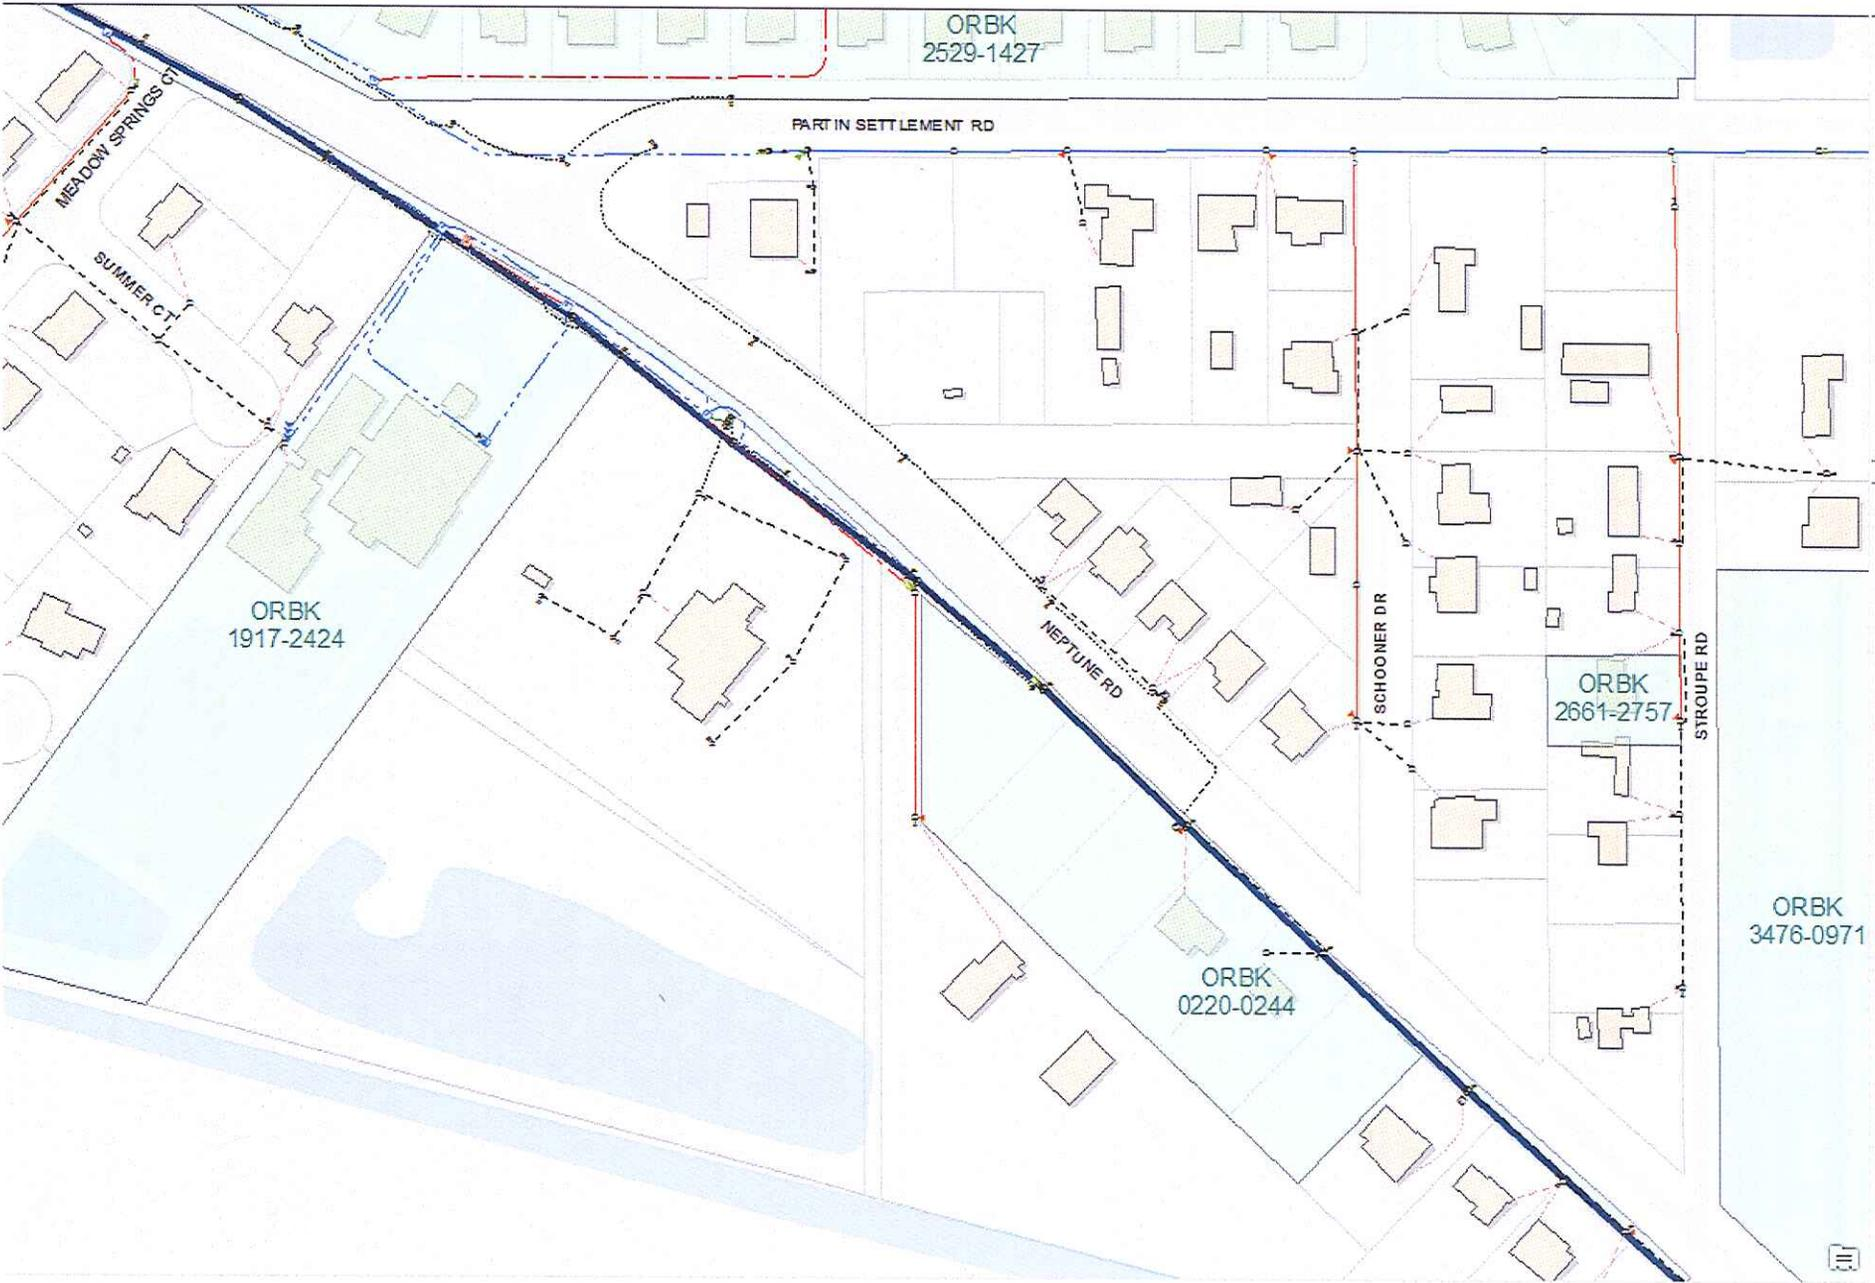 ORBK
2529-1427
PARTIN SETTLEMENT RD
MEADOW SPRINGS CT
SUMMER CT
ORBK
1917-2424
NEPTUNE RD
SCHOONER DR
ORBK
2661-2757
STROUPE RD
ORBK
3476-0971
ORBK
0220-0244